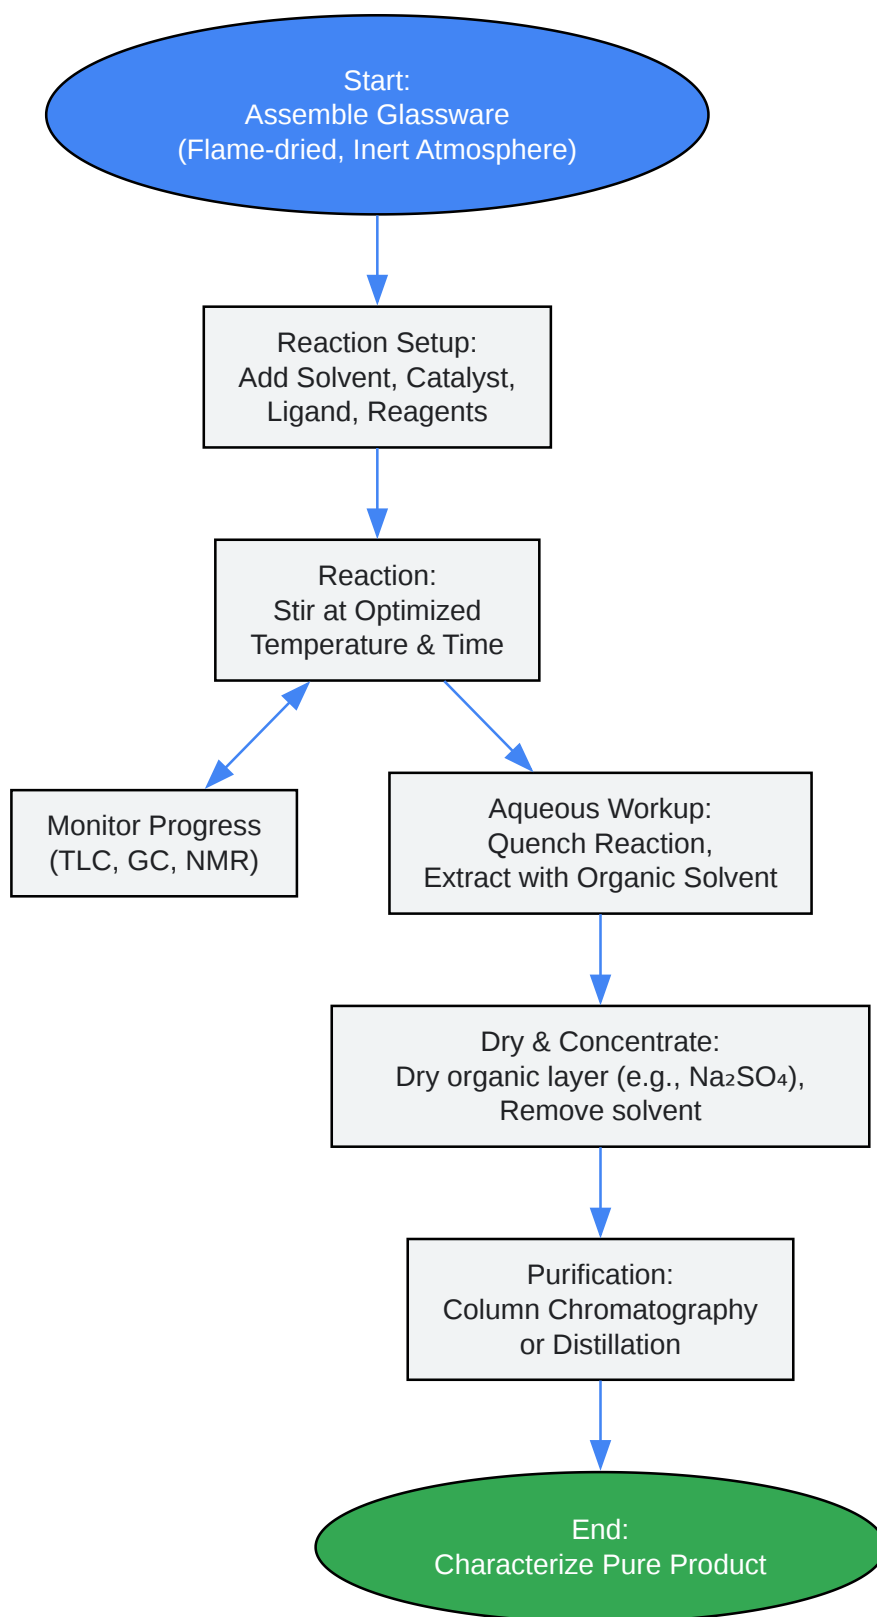 Start:
Assemble Glassware
(Flame-dried, Inert Atmosphere)
Reaction Setup:
Add Solvent, Catalyst,
Ligand, Reagents
Reaction:
Stir at Optimized
Temperature & Time
Monitor Progress
(TLC, GC, NMR)
Aqueous Workup:
Quench Reaction,
Extract with Organic Solvent
Dry & Concentrate:
Dry organic layer (e.g., Na₂SO₄),
Remove solvent
Purification:
Column Chromatography
or Distillation
End:
Characterize Pure Product